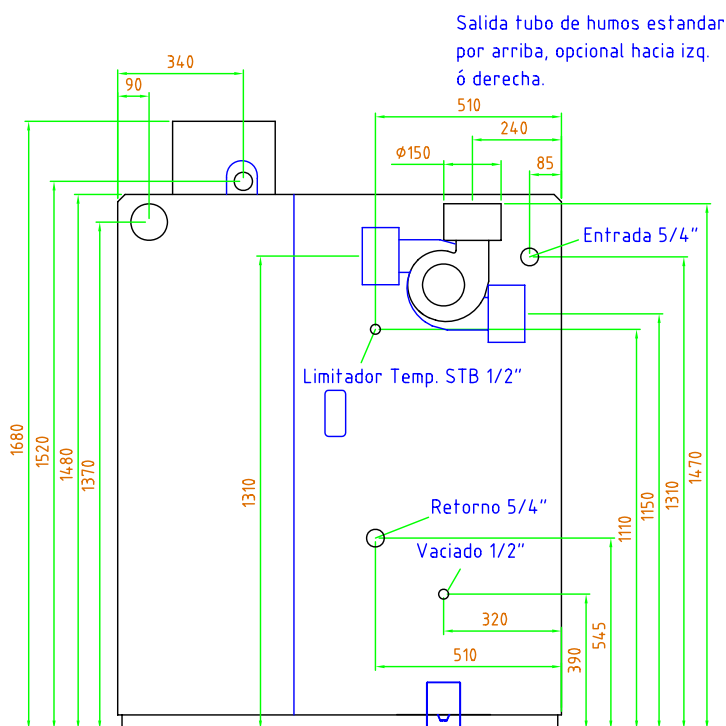 Salida tubo de humos estandar
por arriba, opcional hacia izq.
ó derecha.
340
90
510
240
Ø150
85
Entrada 5/4"
Limitador Temp. STB 1/2"
1680
1520
1480
1370
1310
Retorno 5/4"
Vaciado 1/2"
320
510
390
545
1110
1150
1310
1470